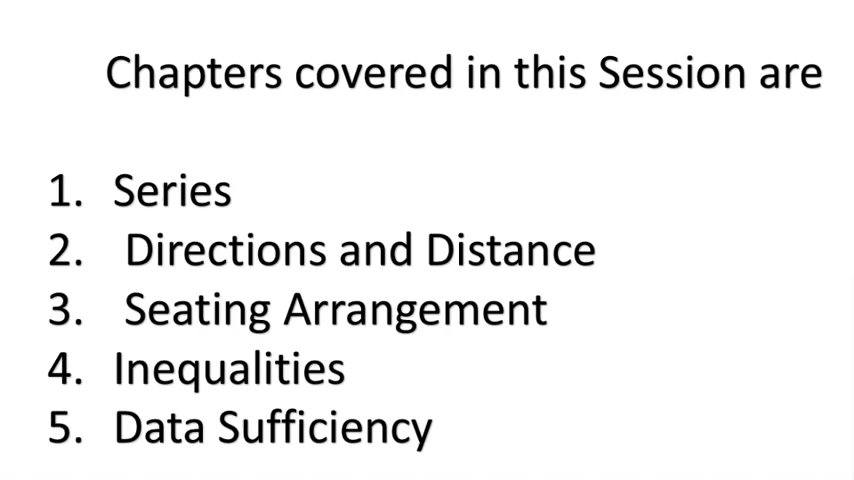 Chapters covered in this Session are
1. Series
2. Directions and Distance
3. Seating Arrangement
4. Inequalities
5. Data Sufficiency